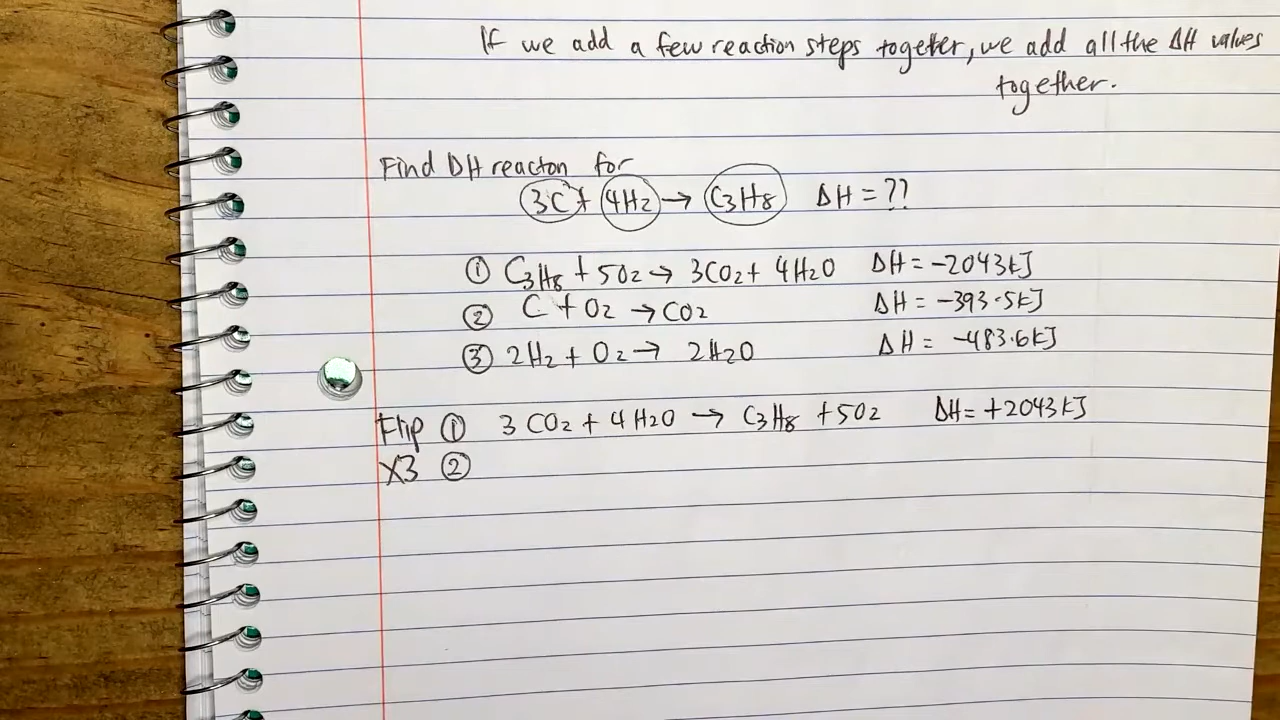 If we add a few reaction steps together, we add all the ΔH values
together.
Find ΔH reacton for
3C + 4H2 → C3H8 ΔH = ??
① C3H8 + 5O2 → 3CO2 + 4H2O ΔH = -2043kJ
② C + O2 → CO2 ΔH = -393.5kJ
③ 2H2 + O2 → 2H2O ΔH = -483.6kJ
Flip ① 3CO2 + 4H2O → C3H8 + 5O2 ΔH = +2043kJ
X3 ②